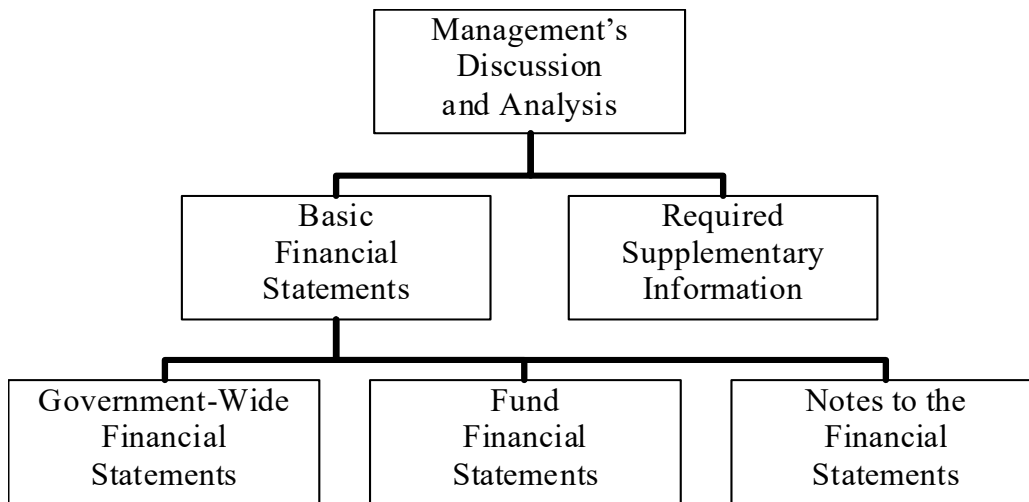 Management’s
Discussion
and Analysis
Basic
Financial
Statements
Required
Supplementary
Information
Government-Wide
Financial
Statements
Fund
Financial
Statements
Notes to the
Financial
Statements